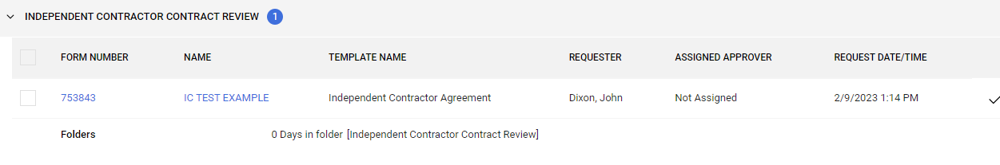 INDEPENDENT CONTRACTOR CONTRACT REVIEW 1
FORM NUMBER NAME TEMPLATE NAME REQUESTER ASSIGNED APPROVER REQUEST DATE/TIME
753843 IC TEST EXAMPLE Independent Contractor Agreement Dixon, John Not Assigned 2/9/2023 1:14 PM
Folders 0 Days in folder [Independent Contractor Contract Review]